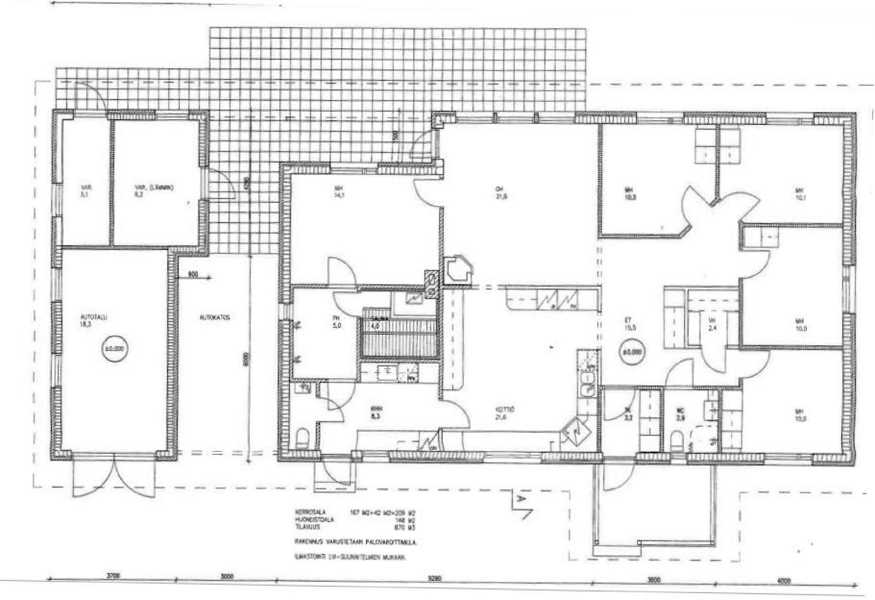 VAR.
5,1
VAR. (LÄMMIN)
9,2
MH
14,1
OH
21,6
MH
10,3
MH
10,1
4290
900
AUTOTALLI
18,3
±0,000
AUTOKATOS
6000
PH
5,0
SAUNA
4,0
ET
15,5
±0,000
VH
2,4
MH
10,0
KHH
8,3
KEITTIÖ
21,6
TK
3,2
WC
2,9
MH
10,0
A
KERROSALA 167 M2+42 M2=209 M2
HUONEISTOALA 148 M2
TILAVUUS 670 M3
RAKENNUS VARUSTETAAN PALOVAROITTIMILLA.
ILMASTOINTI LVI-SUUNNITELMIEN MUKAAN.
3700 3000 9290 3600 4000